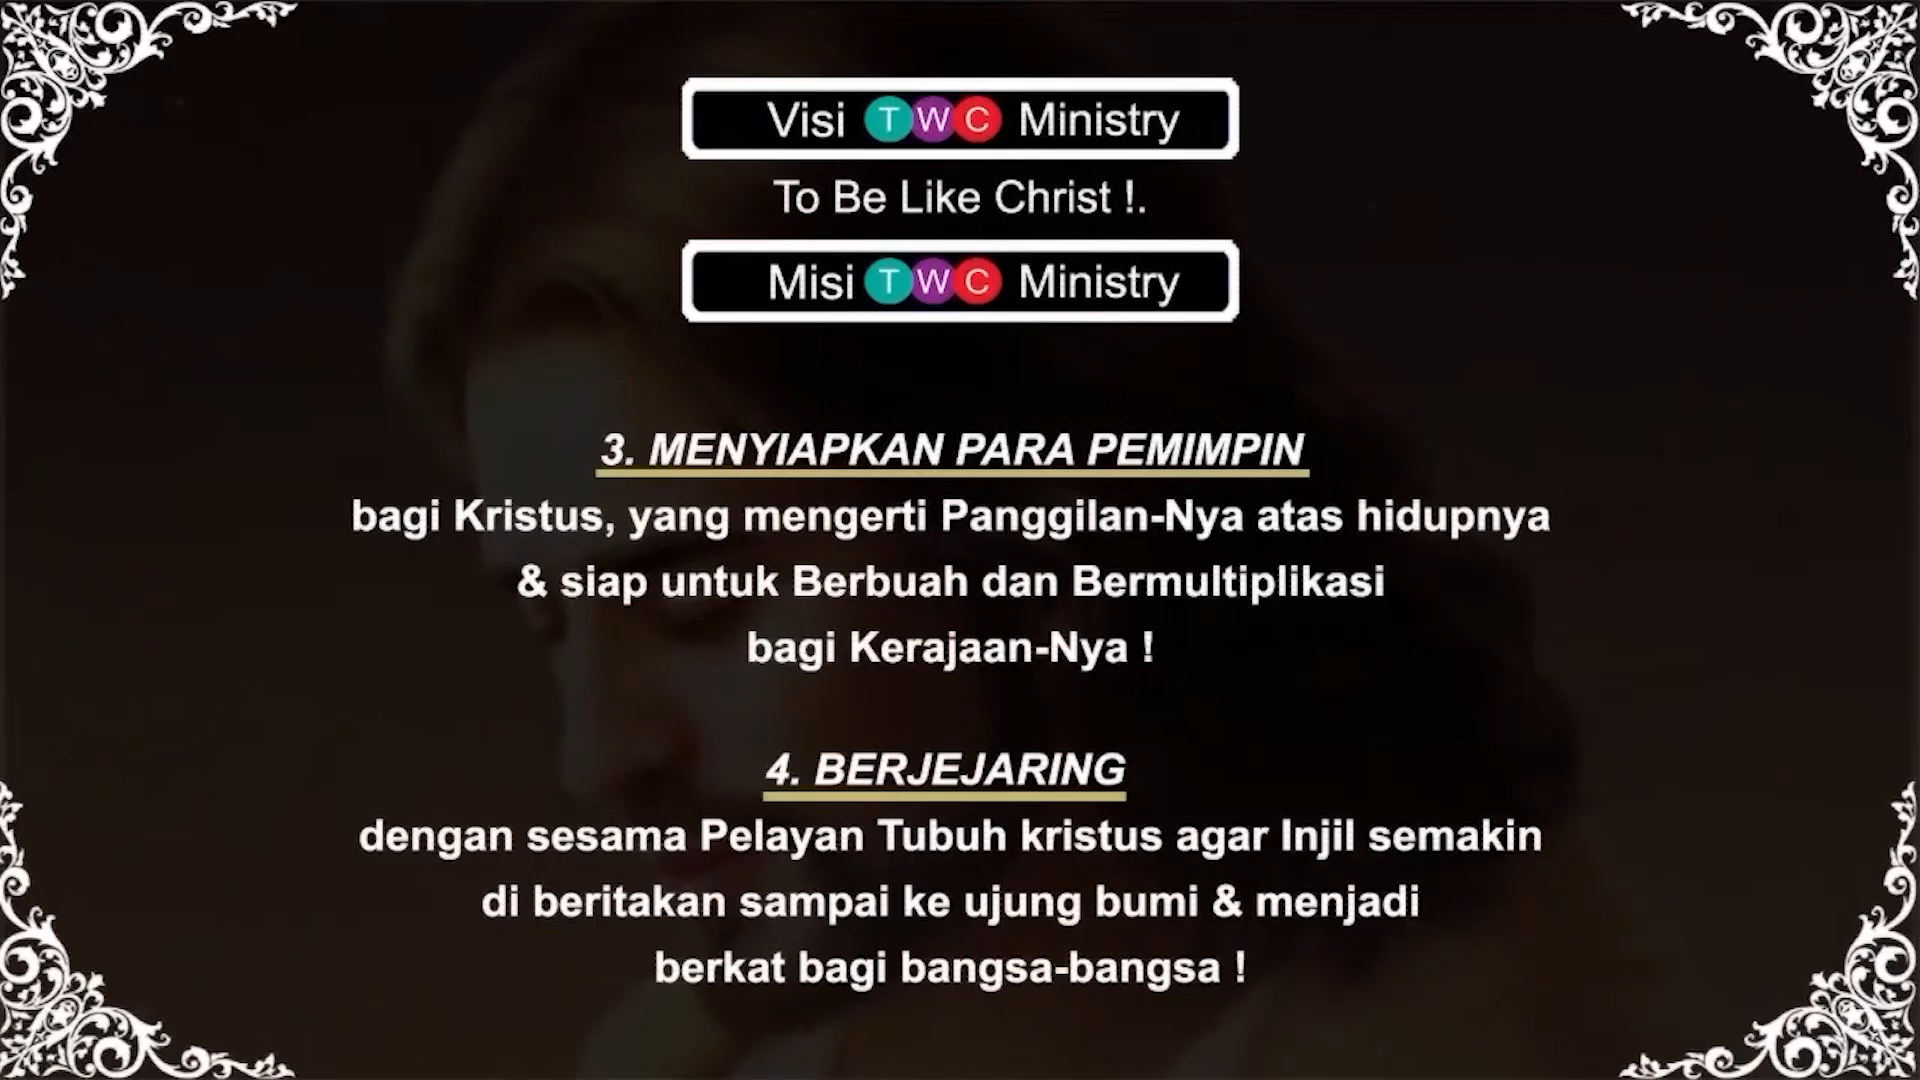 Visi TWC Ministry
To Be Like Christ !.
Misi TWC Ministry
3. MENYIAPKAN PARA PEMIMPIN
bagi Kristus, yang mengerti Panggilan-Nya atas hidupnya
& siap untuk Berbuah dan Bermultiplikasi
bagi Kerajaan-Nya !
4. BERJEJARING
dengan sesama Pelayan Tubuh kristus agar Injil semakin
di beritakan sampai ke ujung bumi & menjadi
berkat bagi bangsa-bangsa !